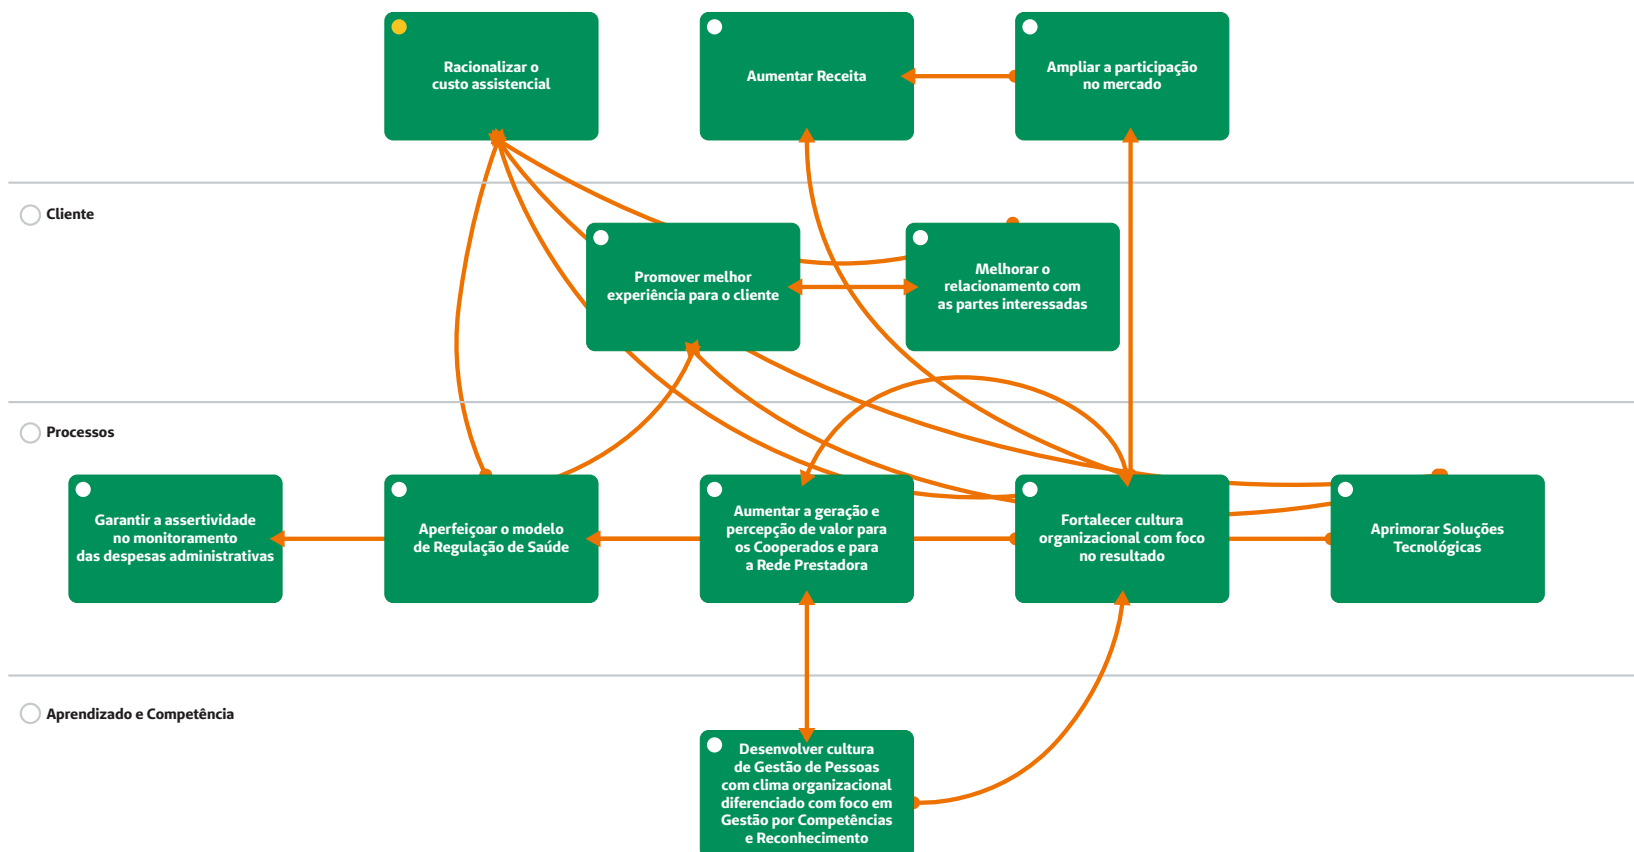 Racionalizar o
custo assistencial
Aumentar Receita
Ampliar a participação
no mercado
Cliente
Promover melhor
experiência para o cliente
Melhorar o
relacionamento com
as partes interessadas
Processos
Garantir a assertividade
no monitoramento
das despesas administrativas
Aperfeiçoar o modelo
de Regulação de Saúde
Aumentar a geração e
percepção de valor para
os Cooperados e para
a Rede Prestadora
Fortalecer cultura
organizacional com foco
no resultado
Aprimorar Soluções
Tecnológicas
Aprendizado e Competência
Desenvolver cultura
de Gestão de Pessoas
com clima organizacional
diferenciado com foco em
Gestão por Competências
e Reconhecimento